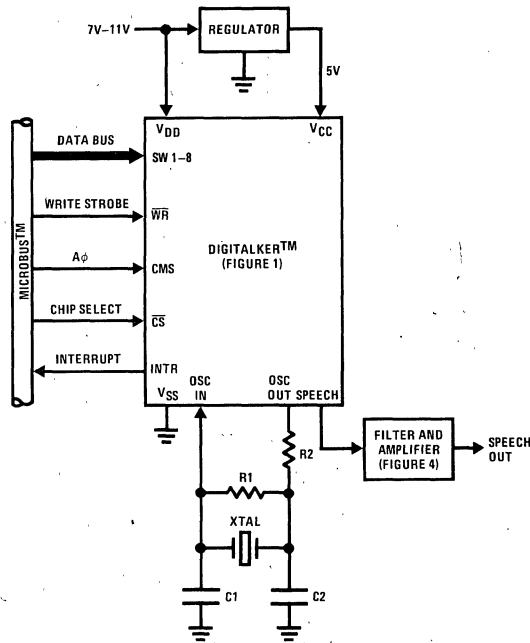 7V–11V
REGULATOR
5V
VDD
VCC
DATA BUS
SW 1–8
WRITE STROBE
WR
DIGITALKER™
(FIGURE 1)
MICROBUS™
Aϕ
CMS
CHIP SELECT
CS
INTERRUPT
INTR
VSS
OSC
IN
OSC
OUT
SPEECH
R2
FILTER AND
AMPLIFIER
(FIGURE 4)
SPEECH
OUT
R1
XTAL
C1
C2